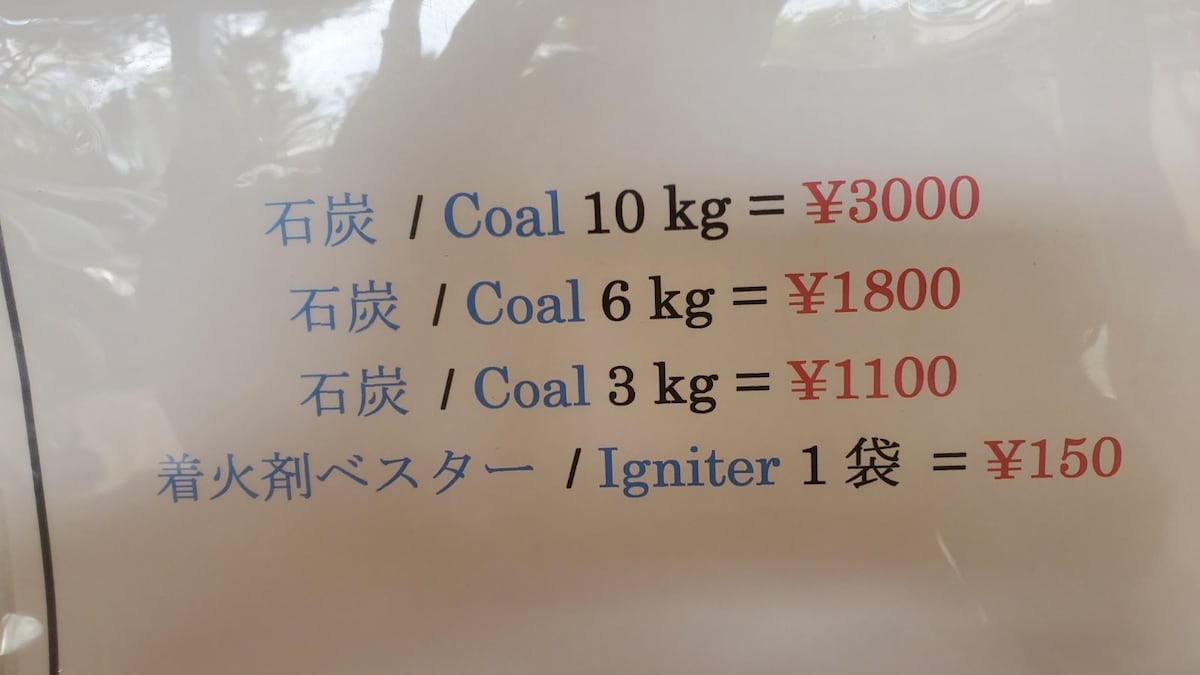 石炭 / Coal 10 kg = ¥3000
石炭 / Coal 6 kg = ¥1800
石炭 / Coal 3 kg = ¥1100
着火剤ベスター / Igniter 1 袋 = ¥150